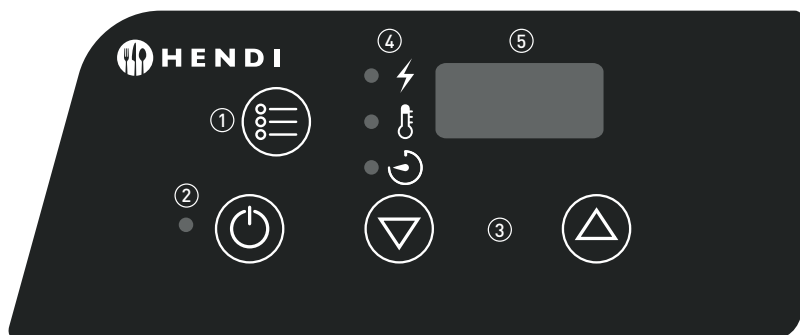 HENDI
④ ⑤
①
②
③